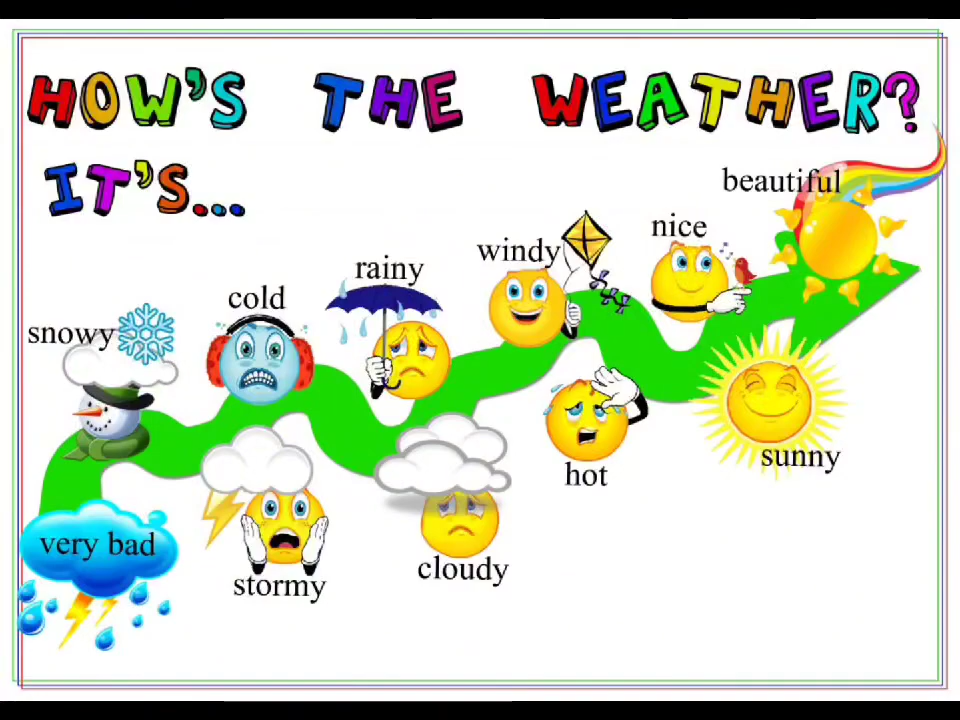 HOW'S THE WEATHER?
IT'S...
beautiful
nice
windy
rainy
cold
snowy
sunny
hot
very bad
cloudy
stormy